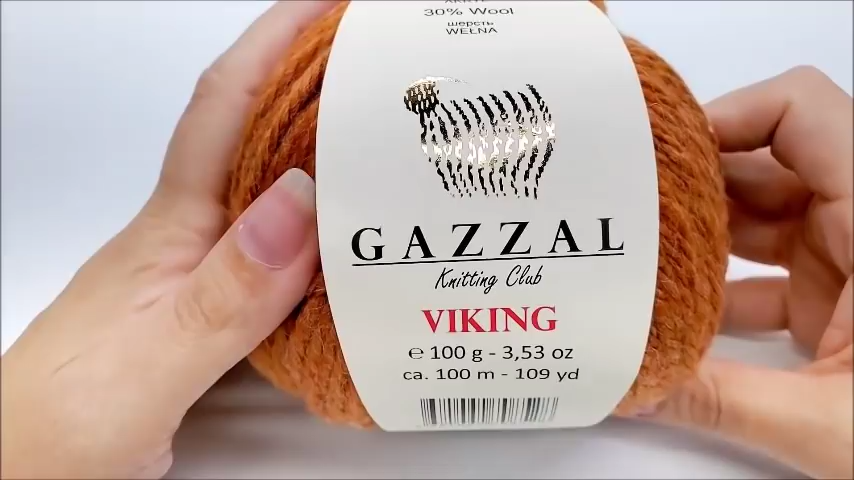 30% Wool
шерсть
WEŁNA
GAZZAL
Knitting Club
VIKING
℮ 100 g - 3,53 oz
ca. 100 m - 109 yd